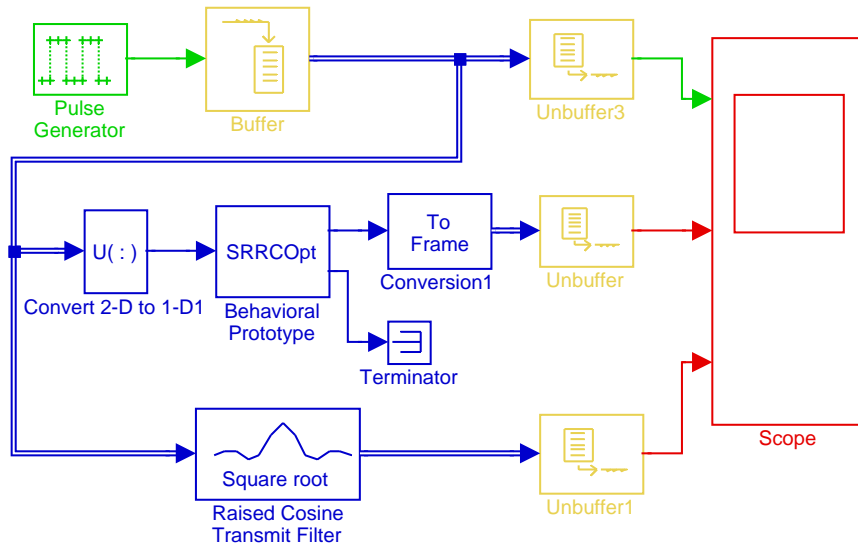 Pulse
Generator
Buffer
Unbuffer3
U( : )
Convert 2-D to 1-D1
SRRCOpt
Behavioral
Prototype
To
Frame
Conversion1
Unbuffer
Terminator
Scope
Square root
Raised Cosine
Transmit Filter
Unbuffer1